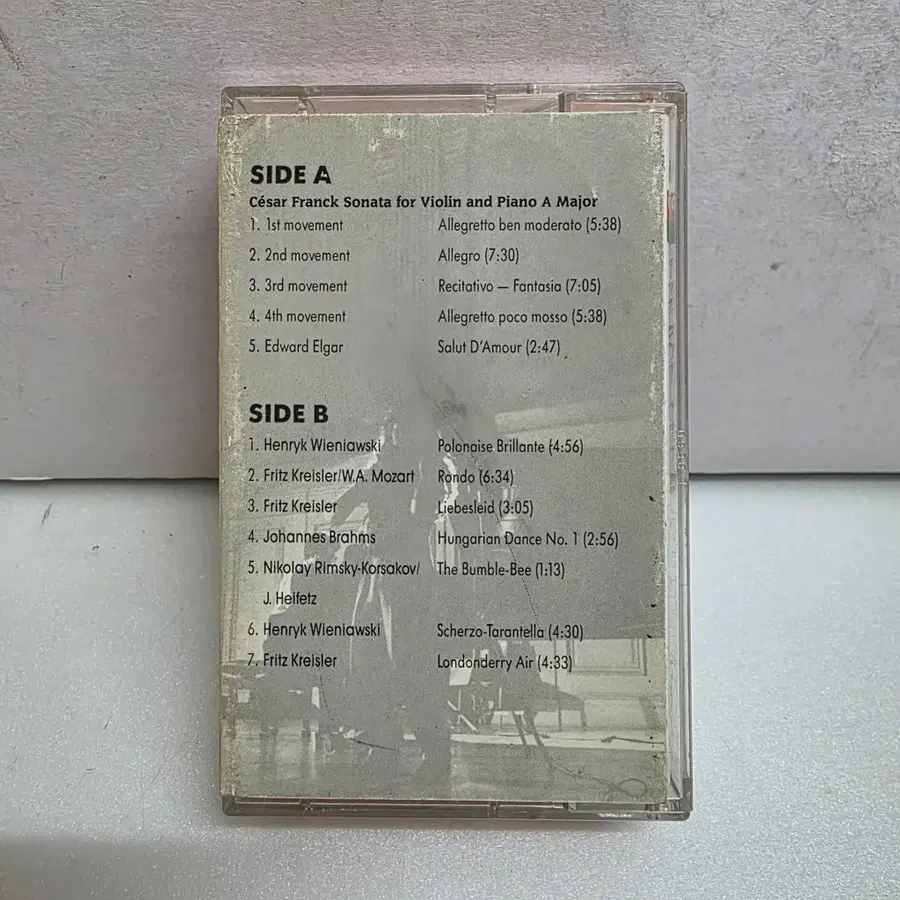 SIDE A
César Franck Sonata for Violin and Piano A Major
1. 1st movement Allegretto ben moderato (5:38)
2. 2nd movement Allegro (7:30)
3. 3rd movement Recitativo — Fantasia (7:05)
4. 4th movement Allegretto poco mosso (5:38)
5. Edward Elgar Salut D'Amour (2:47)
SIDE B
1. Henryk Wieniawski Polonaise Brillante (4:56)
2. Fritz Kreisler/W.A. Mozart Rondo (6:34)
3. Fritz Kreisler Liebesleid (3:05)
4. Johannes Brahms Hungarian Dance No. 1 (2:56)
5. Nikolay Rimsky-Korsakov/ The Bumble-Bee (1:13)
J. Heifetz
6. Henryk Wieniawski Scherzo-Tarantella (4:30)
7. Fritz Kreisler Londonderry Air (4:33)